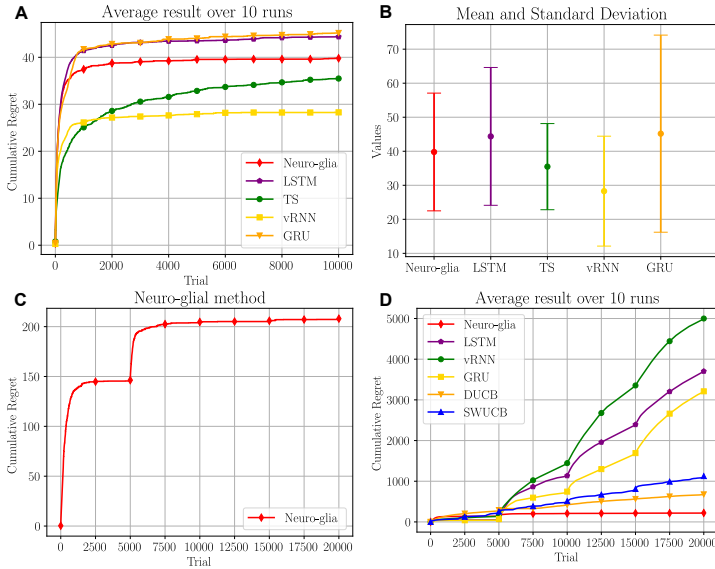 A
Average result over 10 runs
Cumulative Regret
40
30
20
10
0
0 2000 4000 6000 8000 10000
Trial
Neuro-glia
LSTM
TS
vRNN
GRU
B
Mean and Standard Deviation
Values
70
60
50
40
30
20
10
Neuro-glia LSTM TS vRNN GRU
C
Neuro-glial method
Cumulative Regret
200
150
100
50
0
0 2500 5000 7500 10000 12500 15000 17500 20000
Trial
Neuro-glia
D
Average result over 10 runs
Cumulative Regret
5000
4000
3000
2000
1000
0
0 2500 5000 7500 10000 12500 15000 17500 20000
Trial
Neuro-glia
LSTM
vRNN
GRU
DUCB
SWUCB